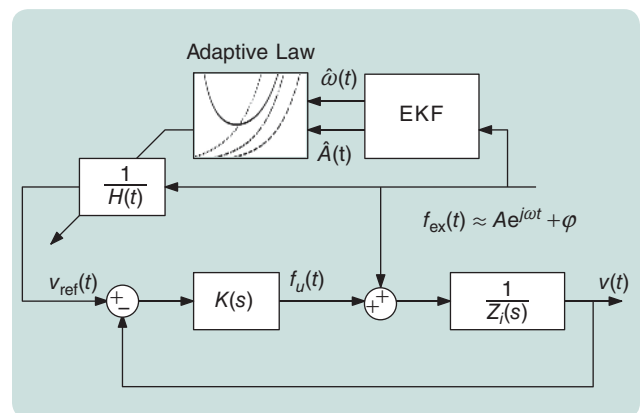 Adaptive Law
ω̂(t)
EKF
Â(t)
1
H(t)
f_ex(t) ≈ Ae^{jωt} + φ
v_ref(t)
+
−
K(s)
f_u(t)
+
+
1
Z_i(s)
v(t)